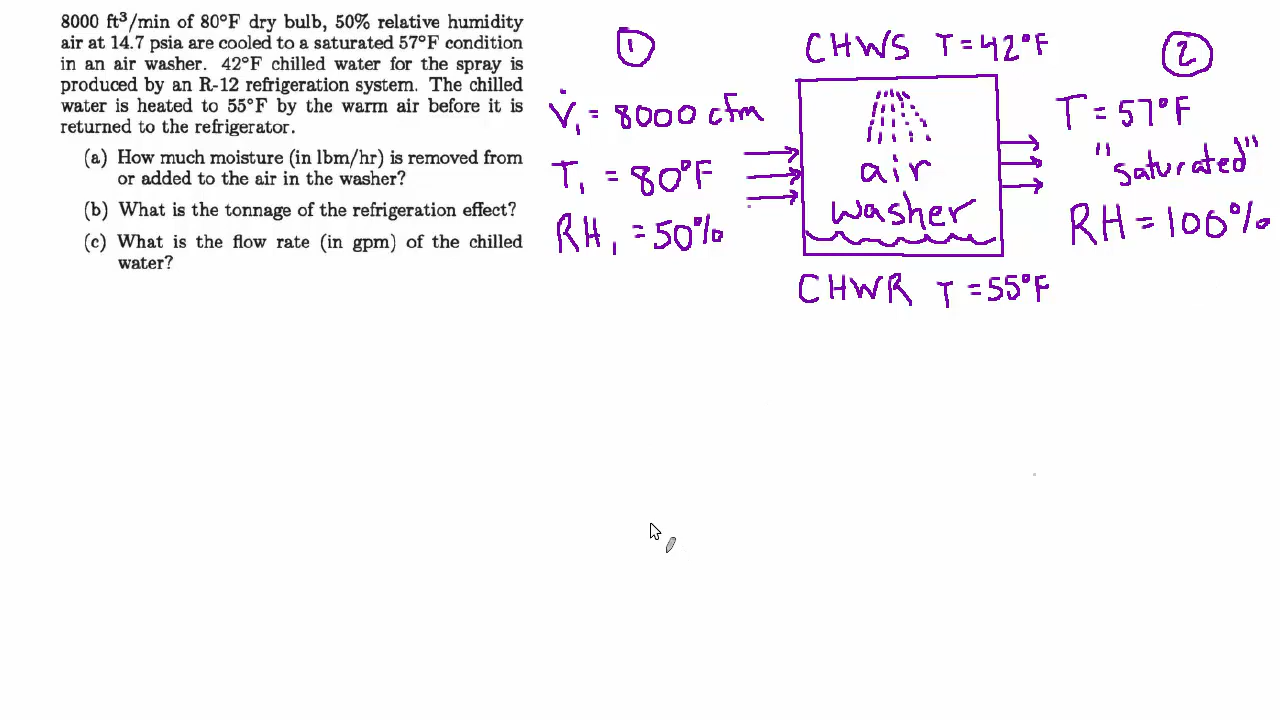 8000 ft³/min of 80°F dry bulb, 50% relative humidity
air at 14.7 psia are cooled to a saturated 57°F condition
in an air washer. 42°F chilled water for the spray is
produced by an R-12 refrigeration system. The chilled
water is heated to 55°F by the warm air before it is
returned to the refrigerator.
(a) How much moisture (in lbm/hr) is removed from
or added to the air in the washer?
(b) What is the tonnage of the refrigeration effect?
(c) What is the flow rate (in gpm) of the chilled
water?
1
V̇₁ = 8000 cfm
T₁ = 80°F
RH₁ = 50%
CHWS T = 42°F
air
washer
CHWR T = 55°F
2
T = 57°F
"saturated"
RH = 100%